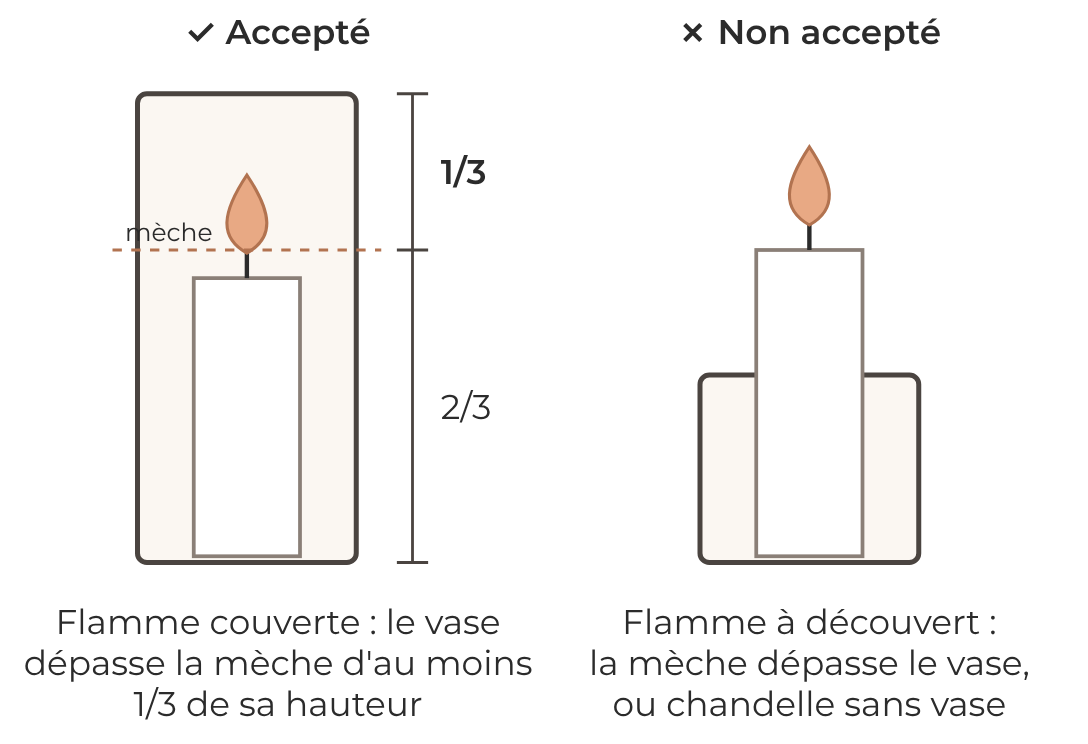 ✓ Accepté
✕ Non accepté
1/3
mèche
2/3
Flamme couverte : le vase
dépasse la mèche d'au moins
1/3 de sa hauteur
Flamme à découvert :
la mèche dépasse le vase,
ou chandelle sans vase